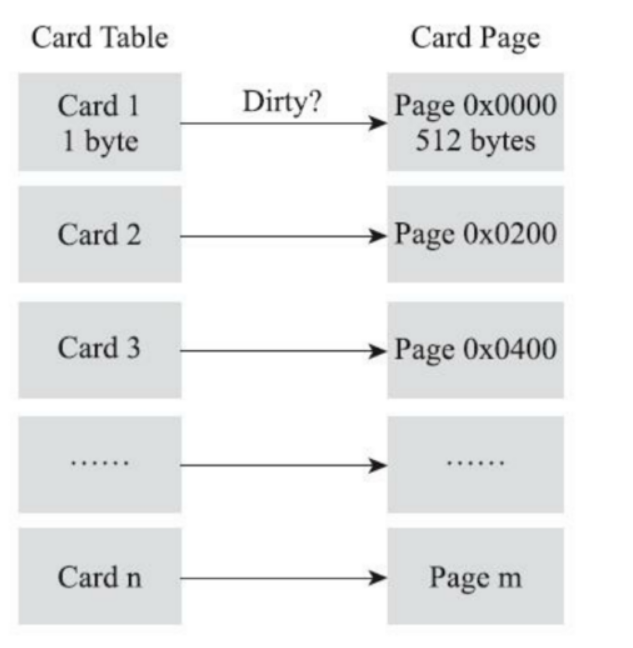 Card Table
Card Page
Card 1
1 byte
Dirty?
Page 0x0000
512 bytes
Card 2
Page 0x0200
Card 3
Page 0x0400
......
......
Card n
Page m